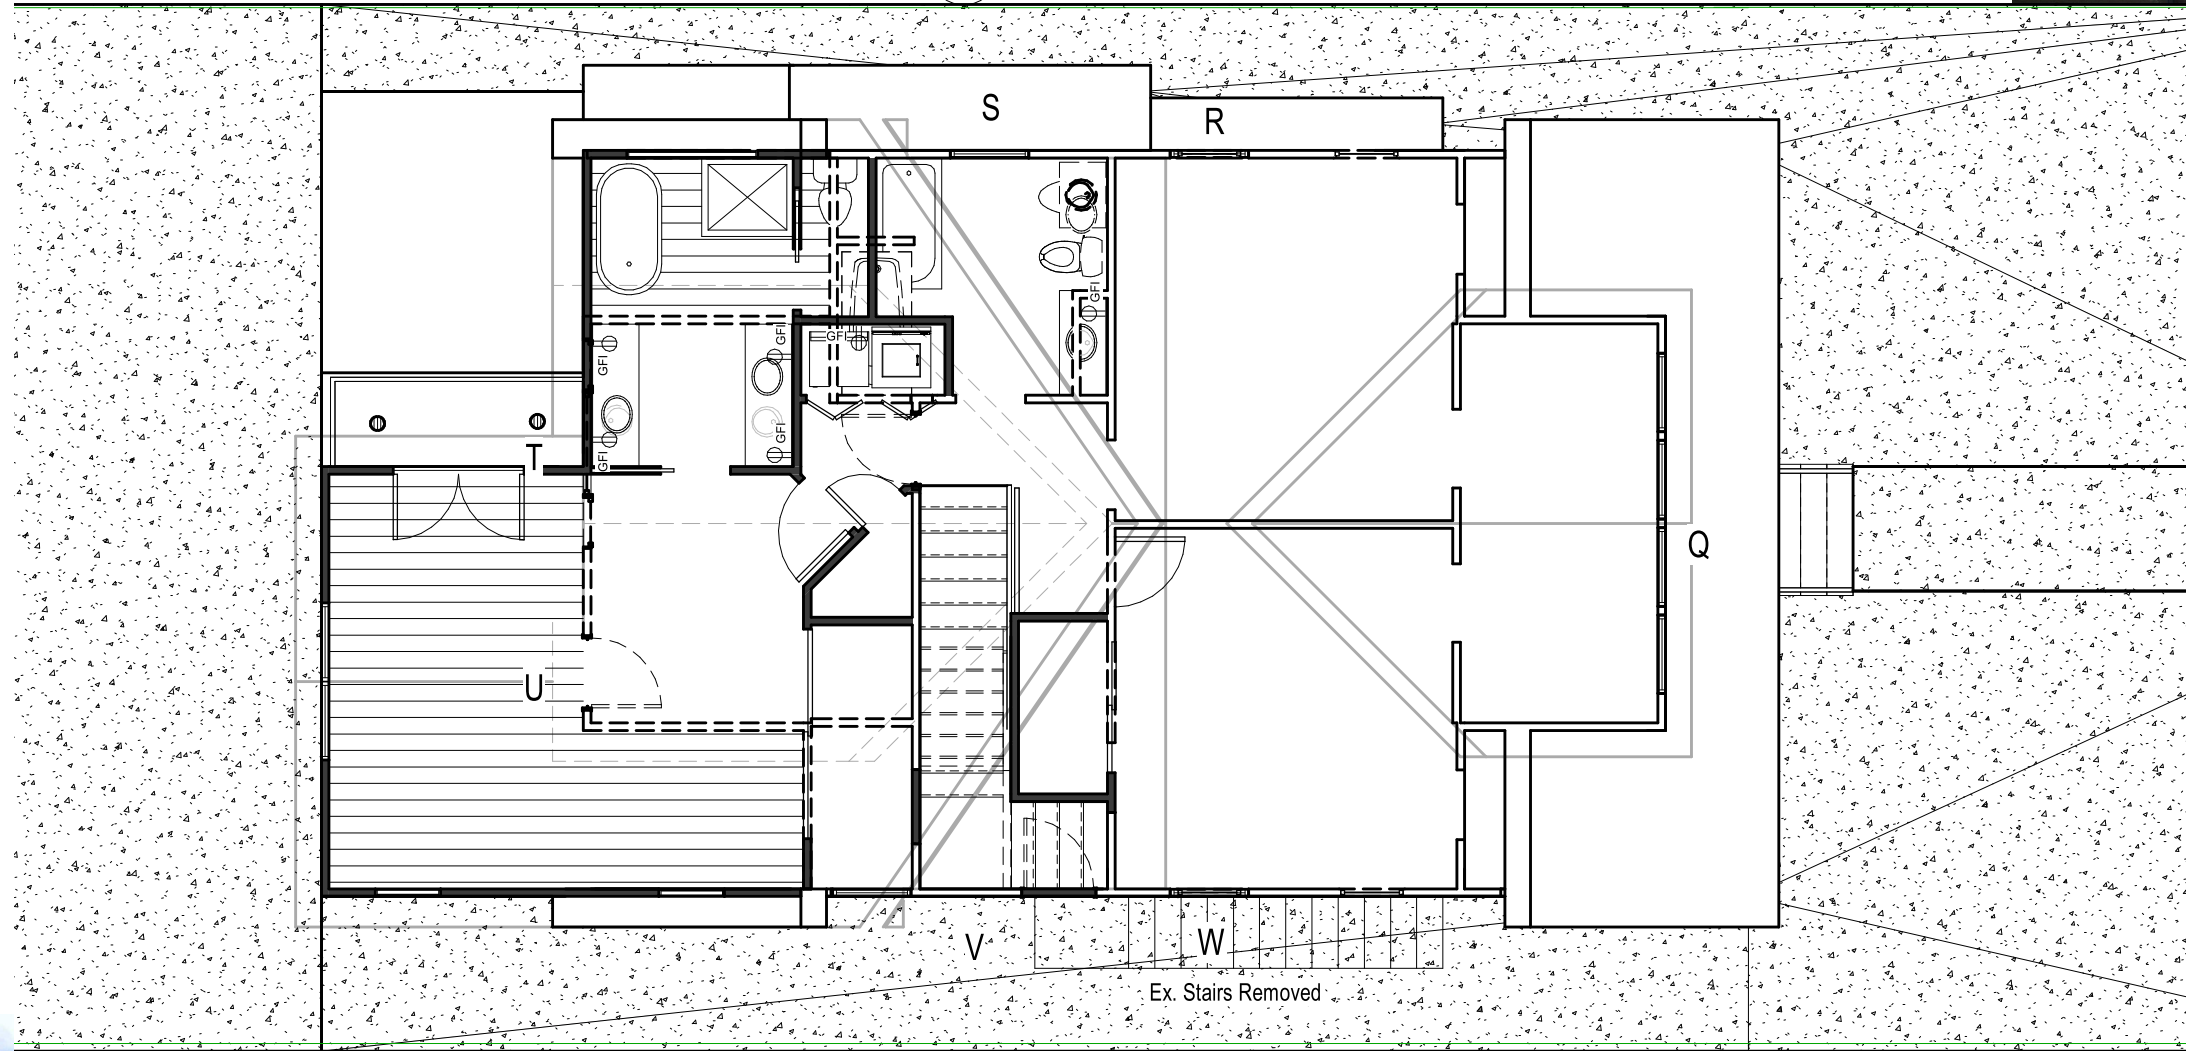 S
R
GFI
GFI
GFI
GFI
T
GFI
GFI
Q
U
V
W
Ex. Stairs Removed